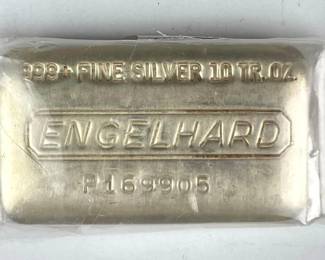 999+ FINE SILVER 10 TR.OZ
ENGELHARD
P169905